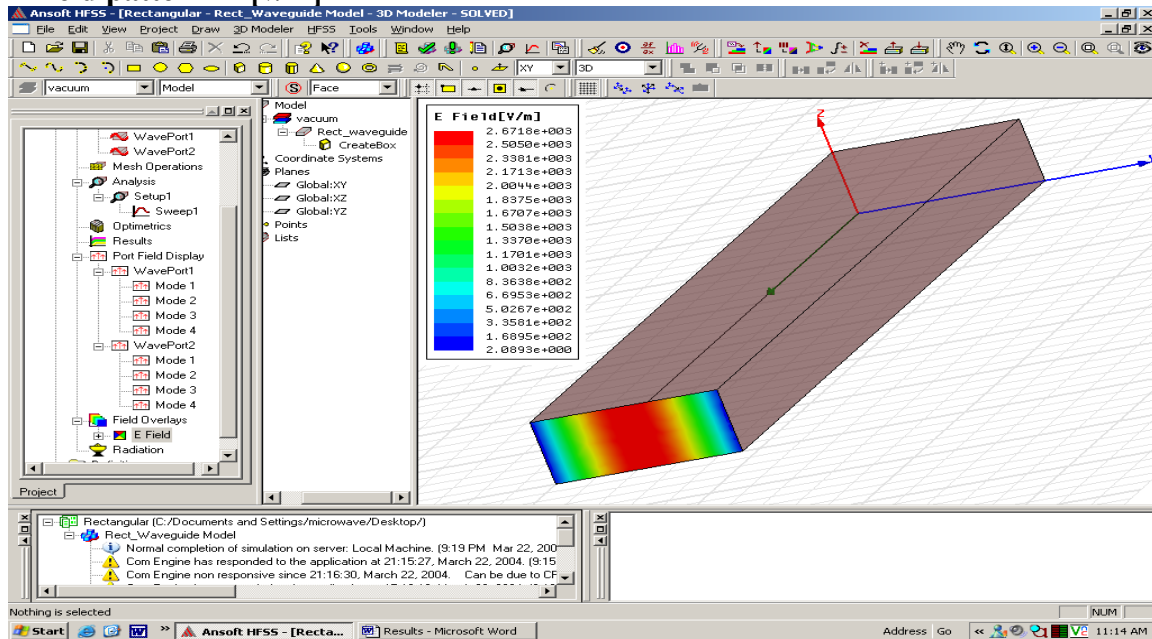 Ansoft HFSS - [Rectangular - Rect_Waveguide Model - 3D Modeler - SOLVED]
File Edit View Project Draw 3D Modeler HFSS Tools Window Help
XY
3D
vacuum
Model
Face
WavePort1
WavePort2
Mesh Operations
Analysis
Setup1
Sweep1
Optimetrics
Results
Port Field Display
WavePort1
Mode 1
Mode 2
Mode 3
Mode 4
WavePort2
Mode 1
Mode 2
Mode 3
Mode 4
Field Overlays
E Field
Radiation
Project
Model
vacuum
Rect_waveguide
CreateBox
Coordinate Systems
Planes
Global:XY
Global:XZ
Global:YZ
Points
Lists
E Field[V/m]
2.6718e+003
2.5050e+003
2.3381e+003
2.1713e+003
2.0044e+003
1.8375e+003
1.6707e+003
1.5038e+003
1.3370e+003
1.1701e+003
1.0032e+003
8.3638e+002
6.6953e+002
5.0267e+002
3.3581e+002
1.6895e+002
2.0893e+000
Z
Rectangular (C:/Documents and Settings/microwave/Desktop/)
Rect_Waveguide Model
Normal completion of simulation on server: Local Machine. (9:19 PM Mar 22, 200
Com Engine has responded to the application at 21:15:27, March 22, 2004. (9:15
Com Engine non responsive since 21:16:30, March 22, 2004. Can be due to CF
Nothing is selected
NUM
Start
Ansoft HFSS - [Recta...
Results - Microsoft Word
Address Go
11:14 AM